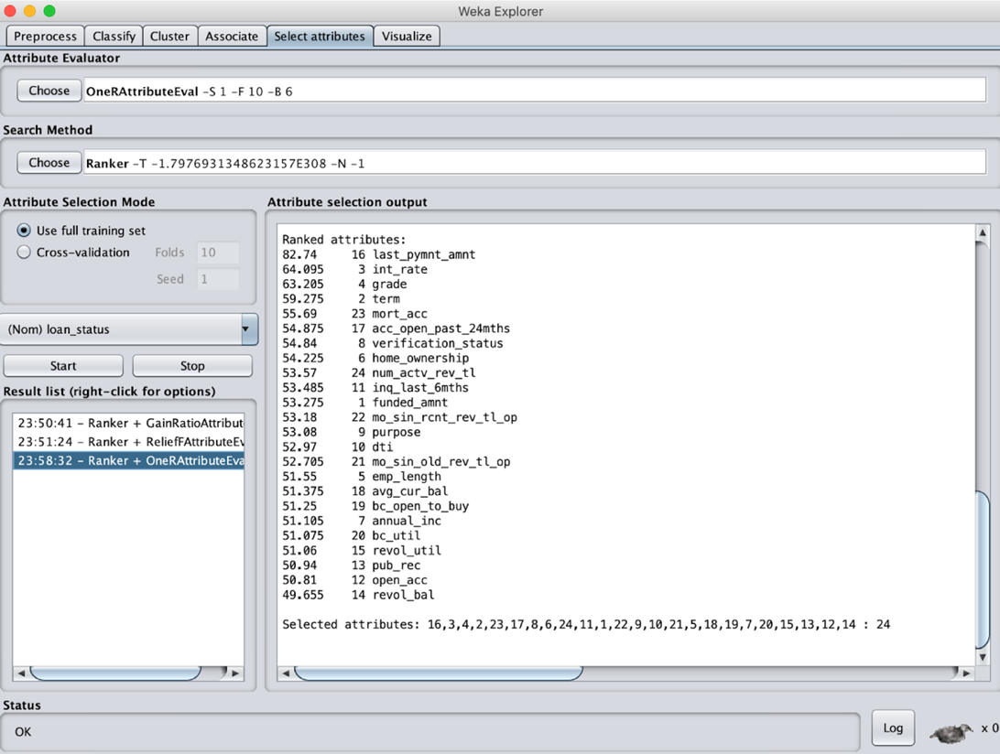 Weka Explorer
Preprocess Classify Cluster Associate Select attributes Visualize
Attribute Evaluator
Choose OneRAttributeEval -S 1 -F 10 -B 6
Search Method
Choose Ranker -T -1.7976931348623157E308 -N -1
Attribute Selection Mode
Use full training set
Cross-validation Folds 10
Seed 1
(Nom) loan_status
Start Stop
Result list (right-click for options)
23:50:41 - Ranker + GainRatioAttribut
23:51:24 - Ranker + ReliefFAttributeEv
23:58:32 - Ranker + OneRAttributeEva
Attribute selection output
Ranked attributes:
82.74 16 last_pymnt_amnt
64.095 3 int_rate
63.205 4 grade
59.275 2 term
55.69 23 mort_acc
54.875 17 acc_open_past_24mths
54.84 8 verification_status
54.225 6 home_ownership
53.57 24 num_actv_rev_tl
53.485 11 inq_last_6mths
53.275 1 funded_amnt
53.18 22 mo_sin_rcnt_rev_tl_op
53.08 9 purpose
52.97 10 dti
52.705 21 mo_sin_old_rev_tl_op
51.55 5 emp_length
51.375 18 avg_cur_bal
51.25 19 bc_open_to_buy
51.105 7 annual_inc
51.075 20 bc_util
51.06 15 revol_util
50.94 13 pub_rec
50.81 12 open_acc
49.655 14 revol_bal
Selected attributes: 16,3,4,2,23,17,8,6,24,11,1,22,9,10,21,5,18,19,7,20,15,13,12,14 : 24
Status
OK
Log
x 0